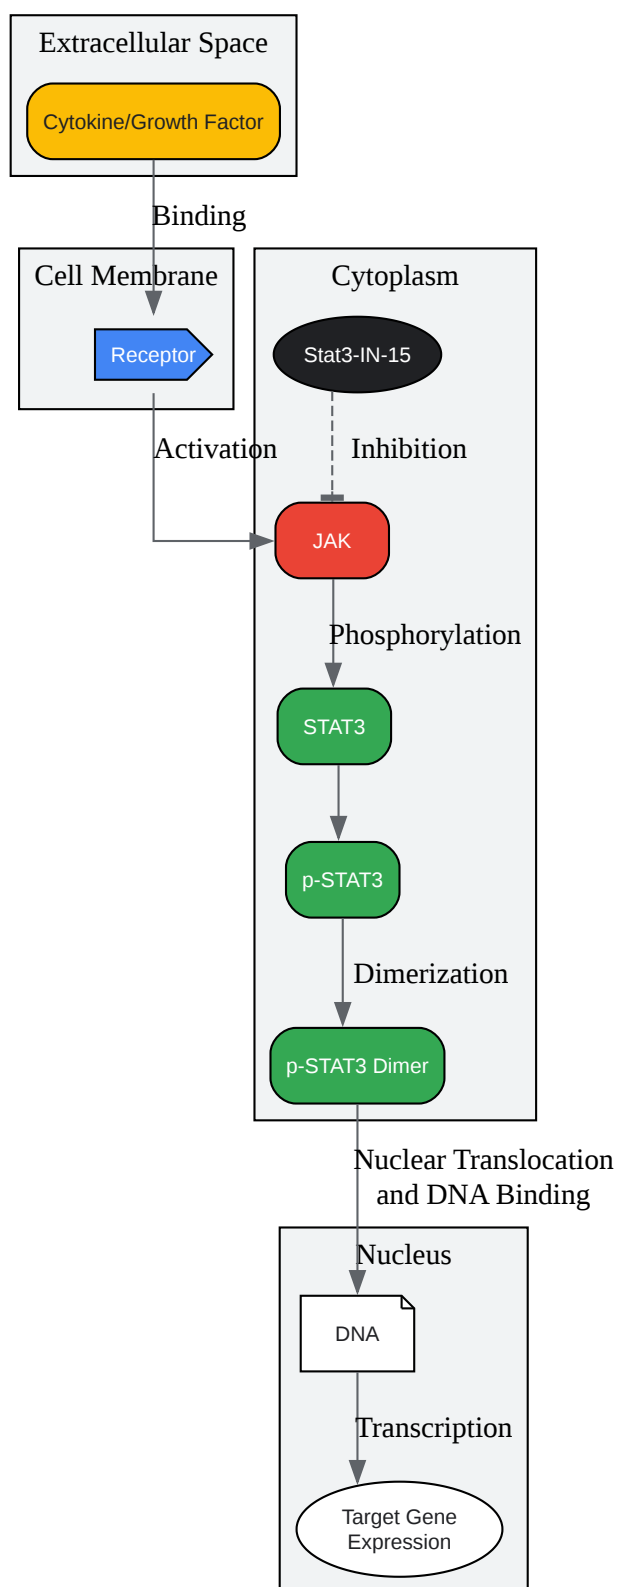 Extracellular Space
Cytokine/Growth Factor
Binding
Cell Membrane
Cytoplasm
Receptor
Stat3-IN-15
Activation
Inhibition
JAK
Phosphorylation
STAT3
p-STAT3
Dimerization
p-STAT3 Dimer
Nuclear Translocation
and DNA Binding
Nucleus
DNA
Transcription
Target Gene
Expression